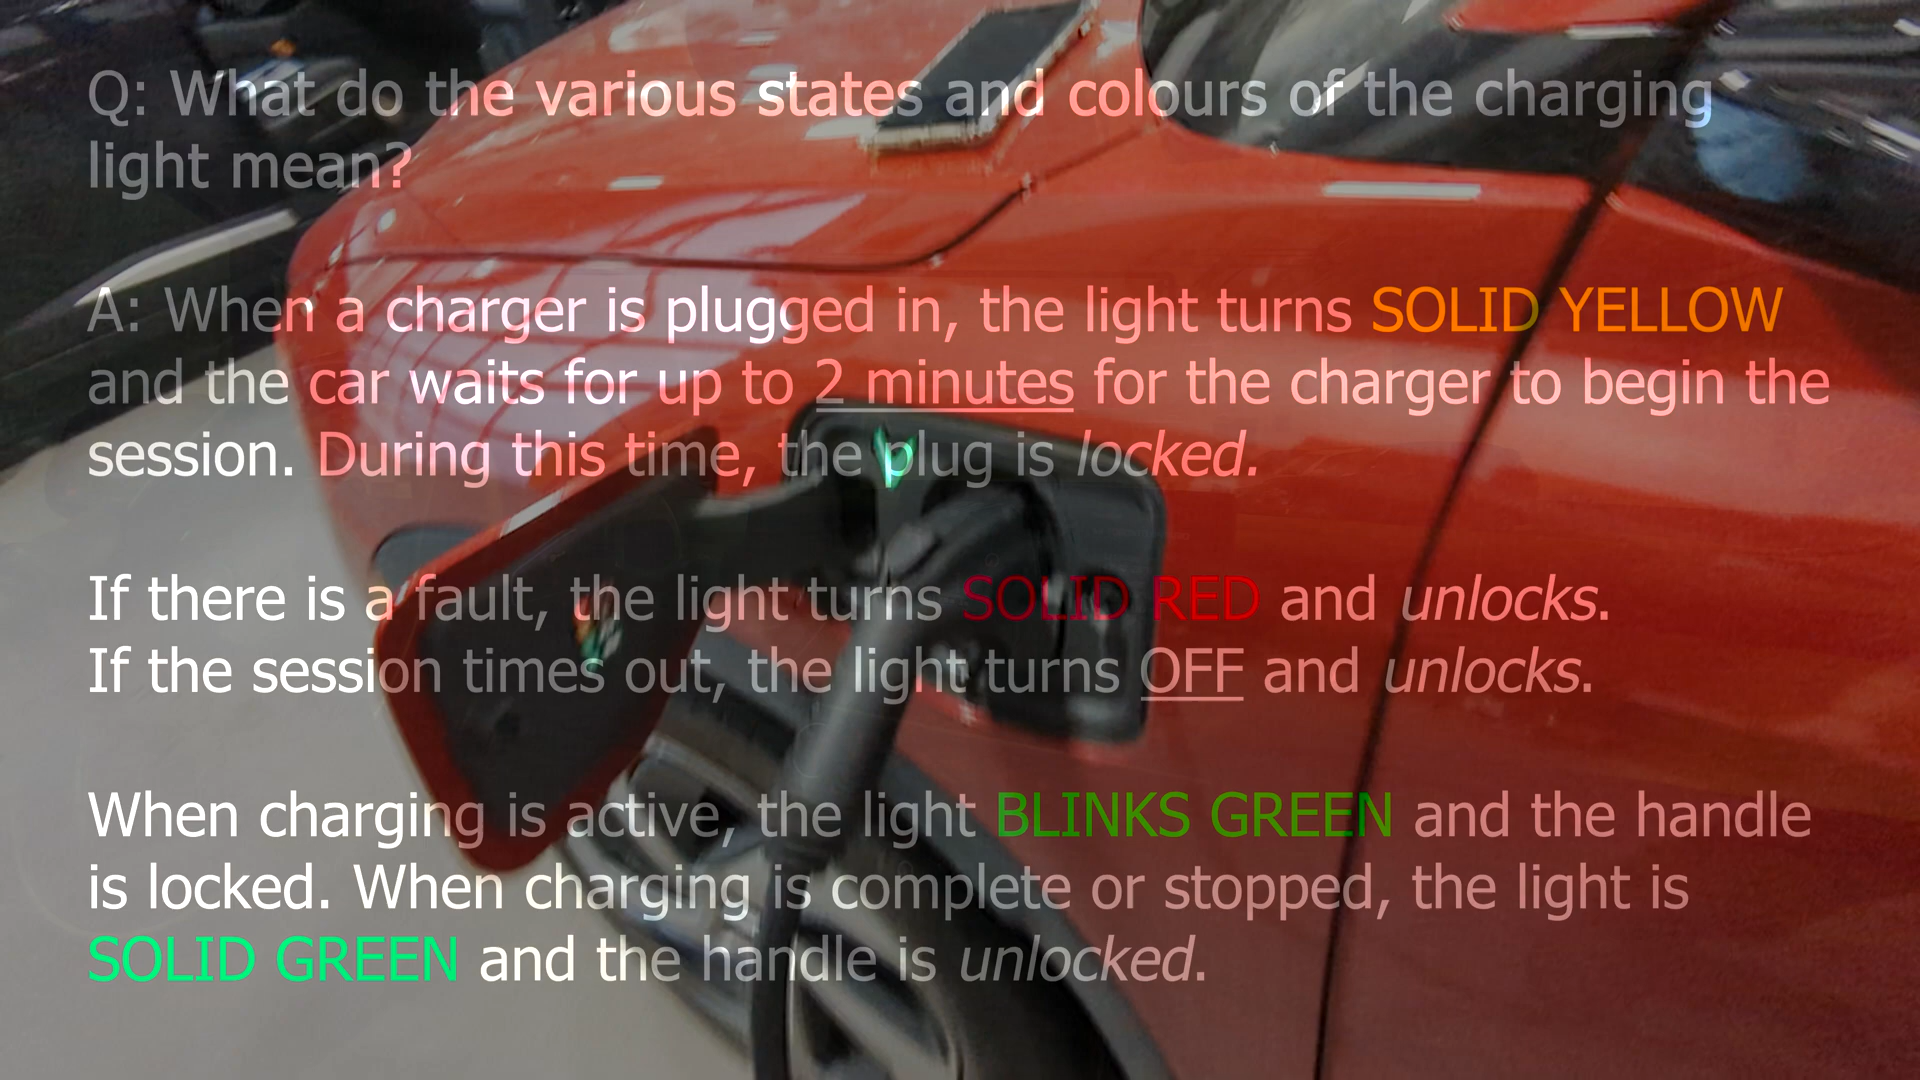 Q: What do the various states and colours of the charging
light mean?
A: When a charger is plugged in, the light turns SOLID YELLOW
and the car waits for up to 2 minutes for the charger to begin the
session. During this time, the plug is locked.
If there is a fault, the light turns SOLID RED and unlocks.
If the session times out, the light turns OFF and unlocks.
When charging is active, the light BLINKS GREEN and the handle
is locked. When charging is complete or stopped, the light is
SOLID GREEN and the handle is unlocked.